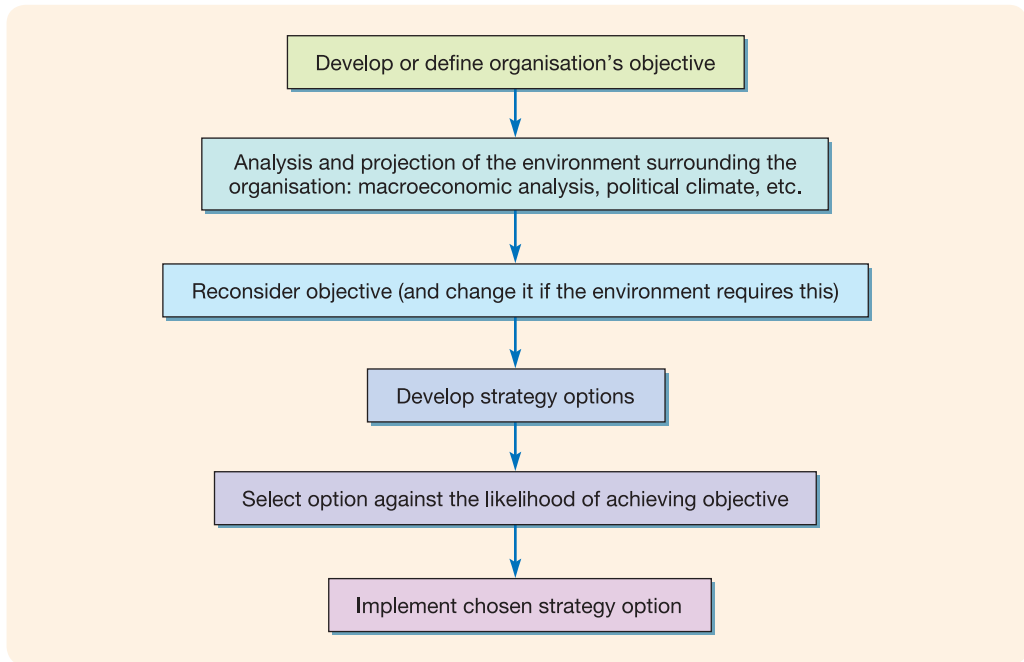 Develop or define organisation’s objective
Analysis and projection of the environment surrounding the
organisation: macroeconomic analysis, political climate, etc.
Reconsider objective (and change it if the environment requires this)
Develop strategy options
Select option against the likelihood of achieving objective
Implement chosen strategy option